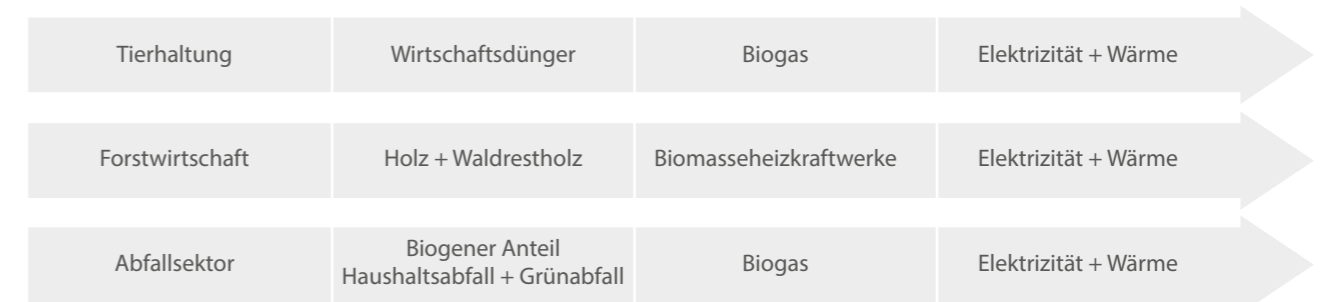 Tierhaltung
Wirtschaftsdünger
Biogas
Elektrizität + Wärme
Forstwirtschaft
Holz + Waldrestholz
Biomasseheizkraftwerke
Elektrizität + Wärme
Abfallsektor
Biogener Anteil
Haushaltsabfall + Grünabfall
Biogas
Elektrizität + Wärme